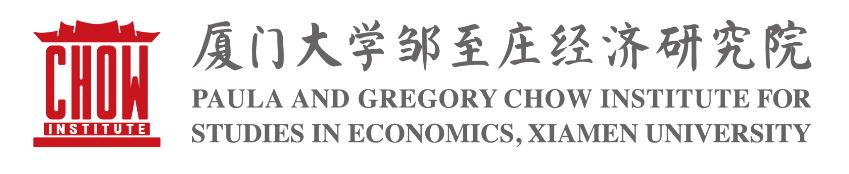 CHOW
INSTITUTE
厦门大学邹至庄经济研究院
PAULA AND GREGORY CHOW INSTITUTE FOR
STUDIES IN ECONOMICS, XIAMEN UNIVERSITY